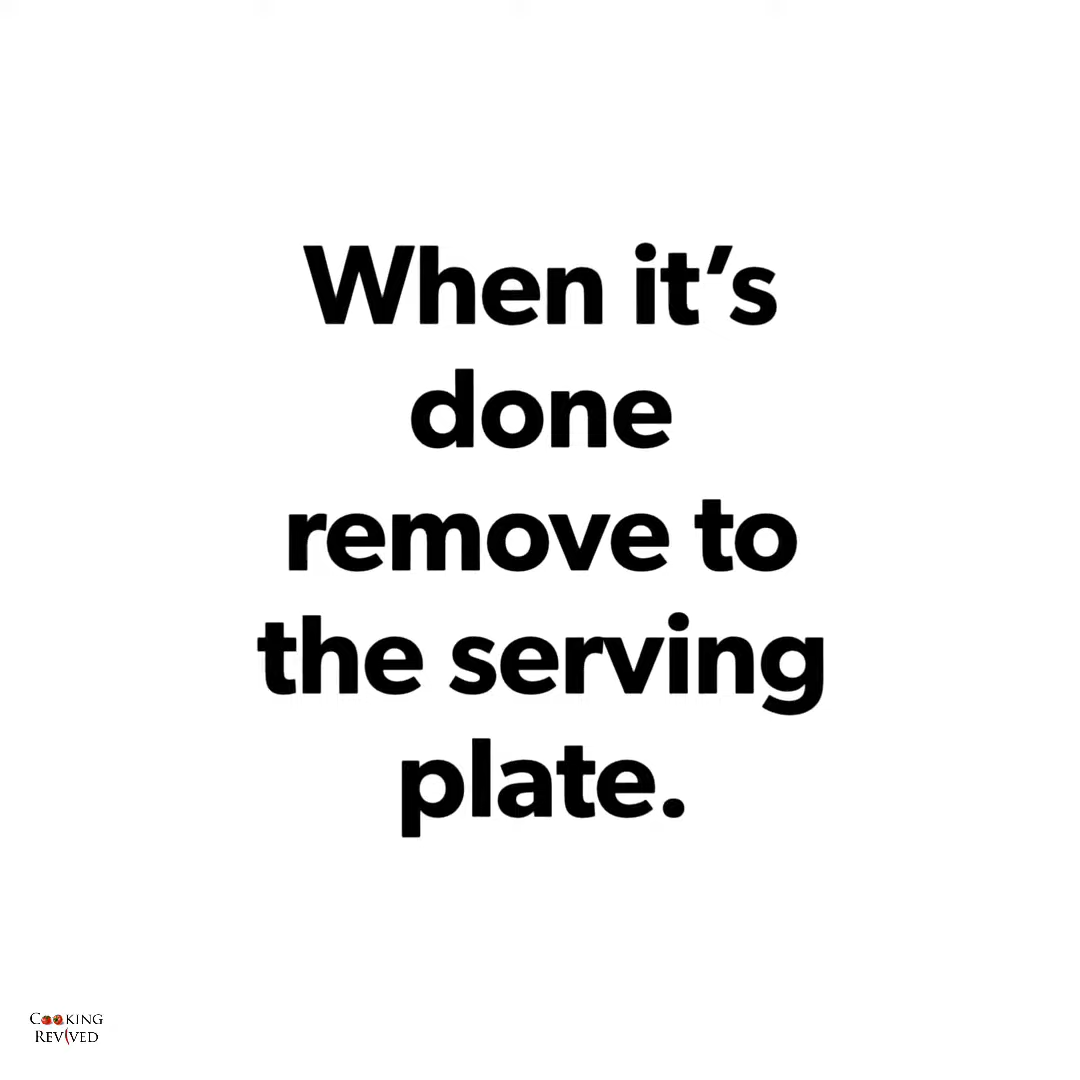 When it’s
done
remove to
the serving
plate.
COOKING
REVIVED